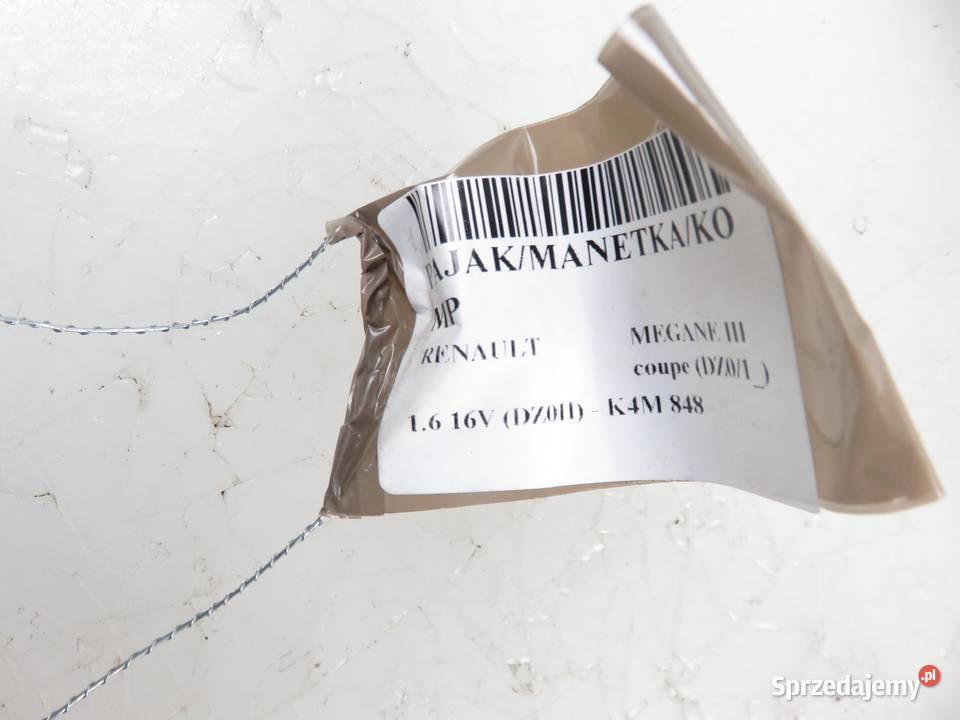 PAJAK/MANETKA/KO
MP
RENAULT MEGANE III
coupe (DZ0/1_)
1.6 16V (DZ0H) - K4M 848
Sprzedajemy.pl